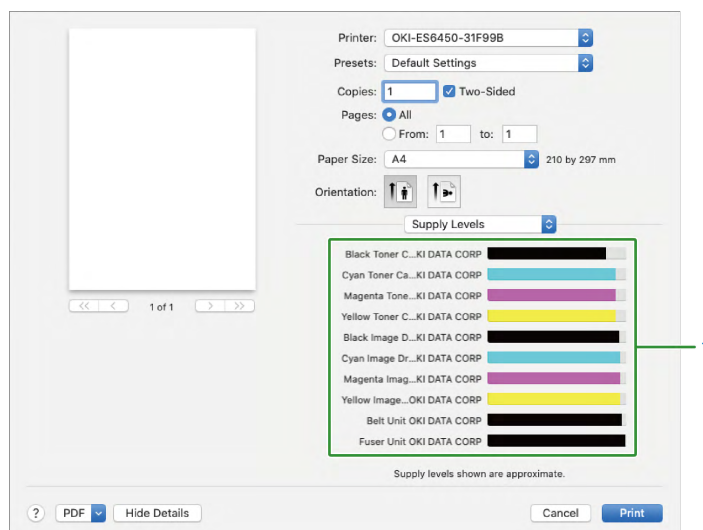 Printer: OKI-ES6450-31F99B
Presets: Default Settings
Copies: 1 Two-Sided
Pages: All
From: 1 to: 1
Paper Size: A4 210 by 297 mm
Orientation:
Supply Levels
Black Toner C...KI DATA CORP
Cyan Toner Ca...KI DATA CORP
Magenta Tone...KI DATA CORP
Yellow Toner C...KI DATA CORP
Black Image D...KI DATA CORP
Cyan Image Dr...KI DATA CORP
Magenta Imag...KI DATA CORP
Yellow Image...OKI DATA CORP
Belt Unit OKI DATA CORP
Fuser Unit OKI DATA CORP
Supply levels shown are approximate.
<< < 1 of 1 > >>
? PDF Hide Details Cancel Print